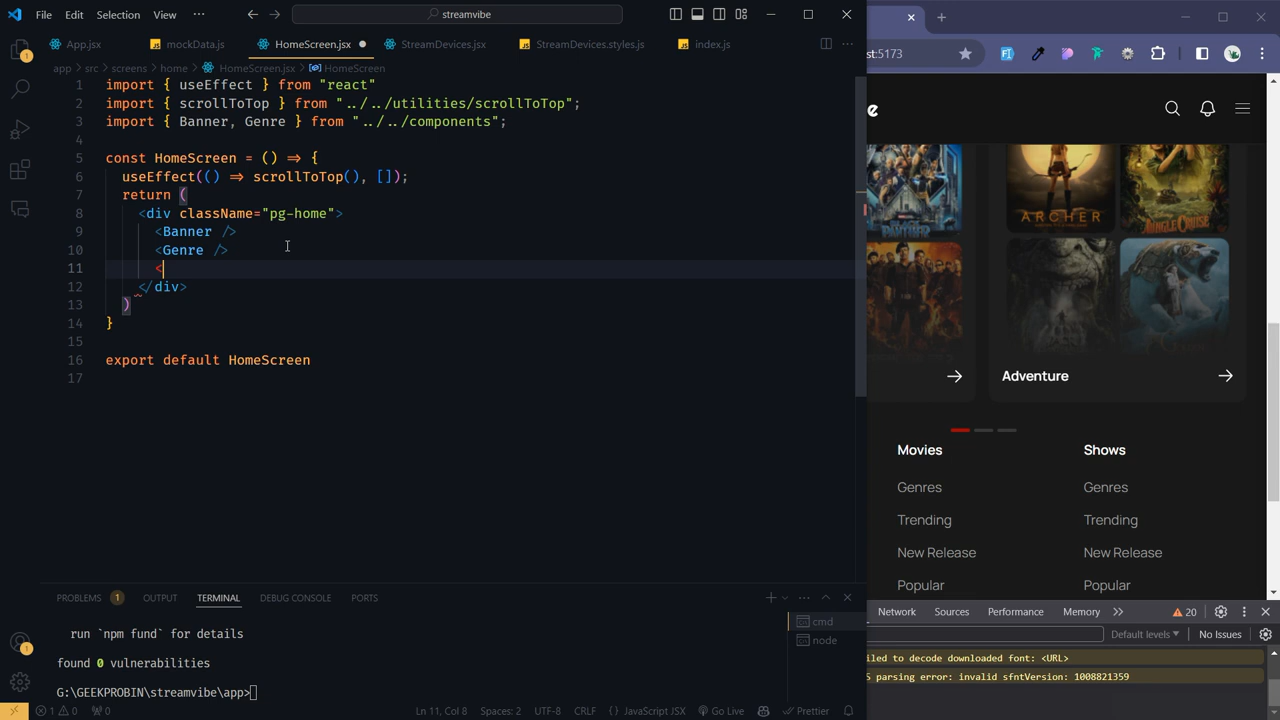 File Edit Selection View ··· streamvibe
App.jsx mockData.js HomeScreen.jsx StreamDevices.jsx StreamDevices.styles.js index.js
app > src > screens > home > HomeScreen.jsx > HomeScreen
1 import { useEffect } from "react"
2 import { scrollToTop } from "../../utilities/scrollToTop";
3 import { Banner, Genre } from "../../components";
4
5 const HomeScreen = () => {
6 useEffect(() => scrollToTop(), []);
7 return (
8 <div className="pg-home">
9 <Banner />
10 <Genre />
11 <
12 </div>
13 )
14 }
15
16 export default HomeScreen
17
PROBLEMS 1 OUTPUT TERMINAL DEBUG CONSOLE PORTS
run `npm fund` for details
found 0 vulnerabilities
G:\GEEKPROBIN\streamvibe\app>
cmd
node
1 0 0 Ln 11, Col 8 Spaces: 2 UTF-8 CRLF {} JavaScript JSX Go Live Prettier
st:5173
e
ARCHER
JUNGLE CRUISE
Adventure
Movies Shows
Genres Genres
Trending Trending
New Release New Release
Popular Popular
Network Sources Performance Memory 20
Default levels No Issues
iled to decode downloaded font: <URL>
S parsing error: invalid sfntVersion: 1008821359